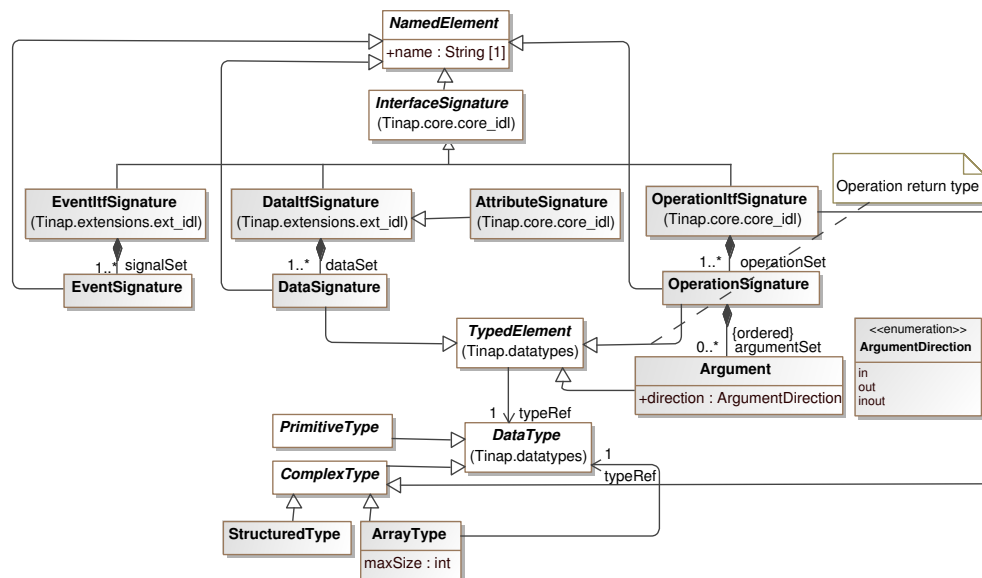 NamedElement
+name : String [1]
InterfaceSignature
(Tinap.core.core_idl)
Operation return type
EventItfSignature
(Tinap.extensions.ext_idl)
DataItfSignature
(Tinap.extensions.ext_idl)
AttributeSignature
(Tinap.core.core_idl)
OperationItfSignature
(Tinap.core.core_idl)
1..* signalSet
1..* dataSet
1..* operationSet
EventSignature
DataSignature
OperationSignature
TypedElement
(Tinap.datatypes)
{ordered}
0..* argumentSet
<<enumeration>>
ArgumentDirection
in
out
inout
Argument
+direction : ArgumentDirection
1 typeRef
PrimitiveType
DataType
(Tinap.datatypes)
1
typeRef
ComplexType
StructuredType
ArrayType
maxSize : int